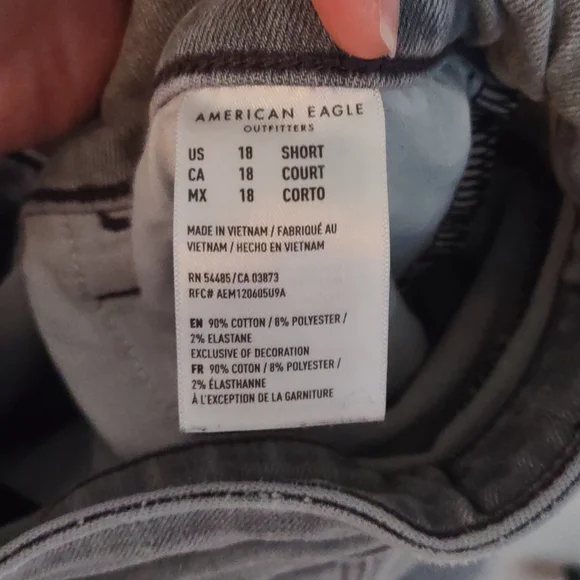 AMERICAN EAGLE
OUTFITTERS
US 18 SHORT
CA 18 COURT
MX 18 CORTO
MADE IN VIETNAM / FABRIQUÉ AU
VIETNAM / HECHO EN VIETNAM
RN 54485 / CA 03873
RFC# AEM120605U9A
EN 90% COTTON / 8% POLYESTER /
2% ELASTANE
EXCLUSIVE OF DECORATION
FR 90% COTON / 8% POLYESTER /
2% ÉLASTHANNE
À L'EXCEPTION DE LA GARNITURE